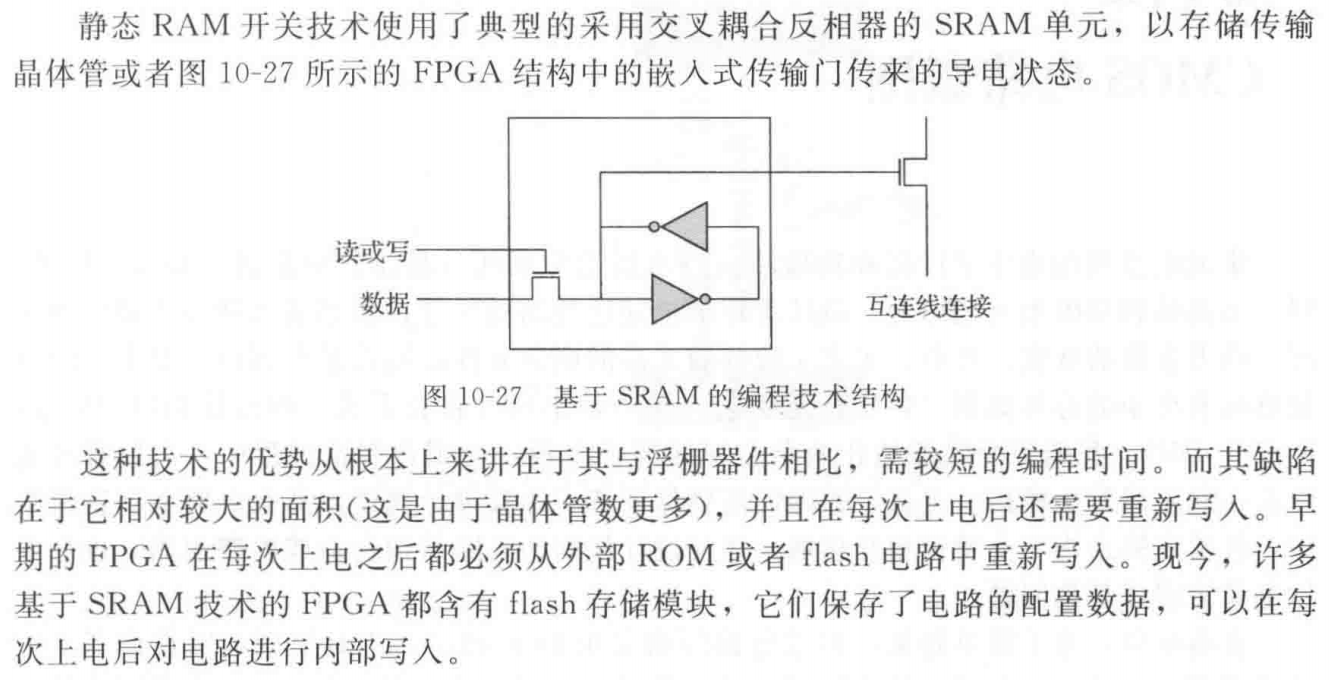 静态 RAM 开关技术使用了典型的采用交叉耦合反相器的 SRAM 单元，以存储传输
晶体管或者图 10-27 所示的 FPGA 结构中的嵌入式传输门传来的导电状态。
读或写
数据
互连线连接
图 10-27 基于 SRAM 的编程技术结构
这种技术的优势从根本上来讲在于其与浮栅器件相比，需较短的编程时间。而其缺陷
在于它相对较大的面积(这是由于晶体管数更多)，并且在每次上电后还需要重新写入。早
期的 FPGA 在每次上电之后都必须从外部 ROM 或者 flash 电路中重新写入。现今，许多
基于 SRAM 技术的 FPGA 都含有 flash 存储模块，它们保存了电路的配置数据，可以在每
次上电后对电路进行内部写入。